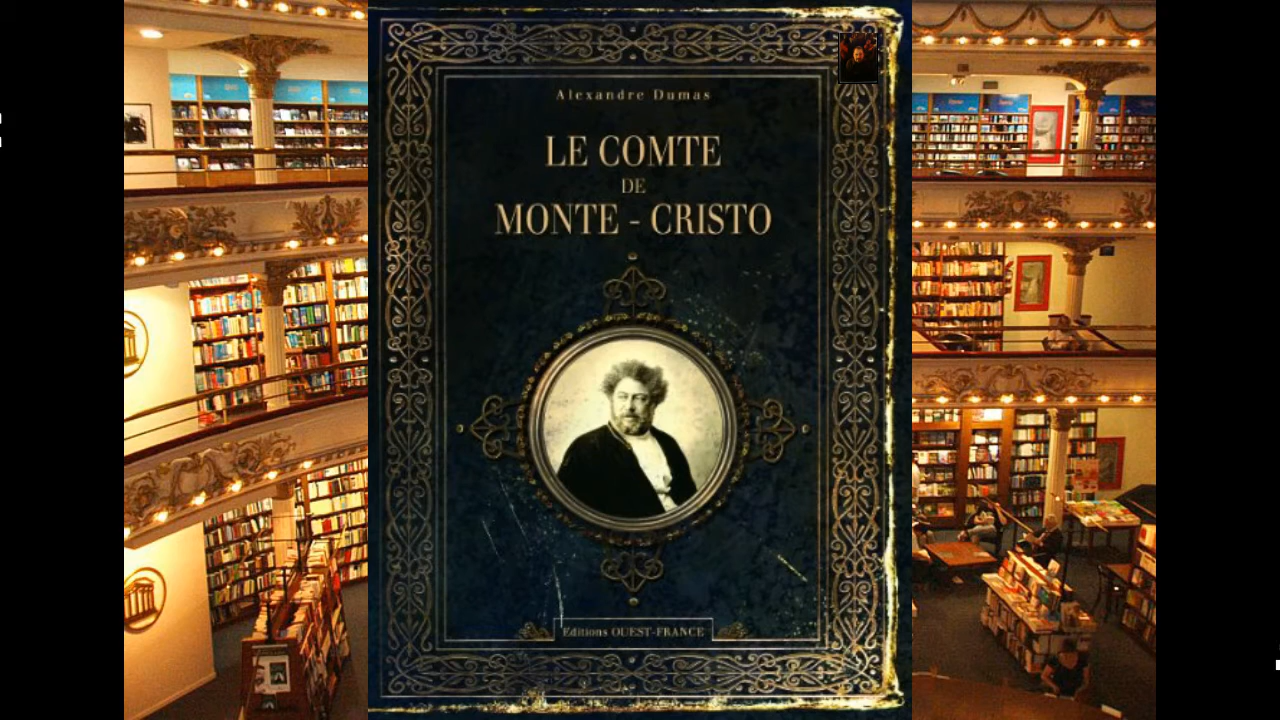 Alexandre Dumas
LE COMTE
DE
MONTE - CRISTO
Editions OUEST-FRANCE